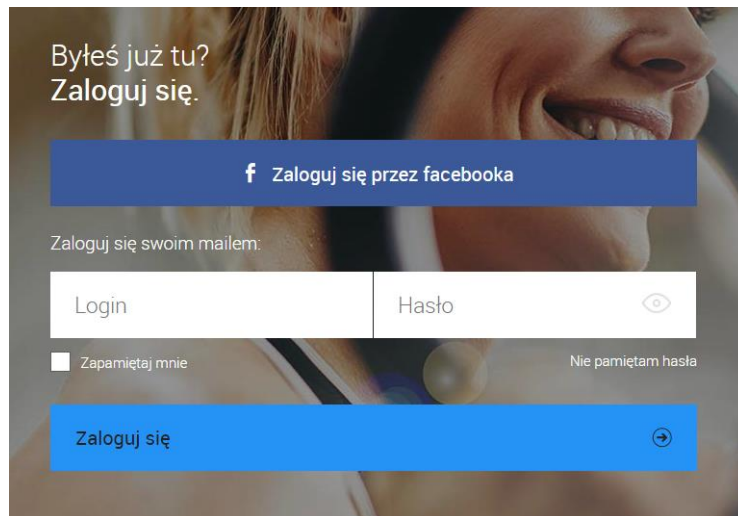 Byłeś już tu?
Zaloguj się.
f Zaloguj się przez facebooka
Zaloguj się swoim mailem:
Login Hasło
Zapamiętaj mnie Nie pamiętam hasła
Zaloguj się